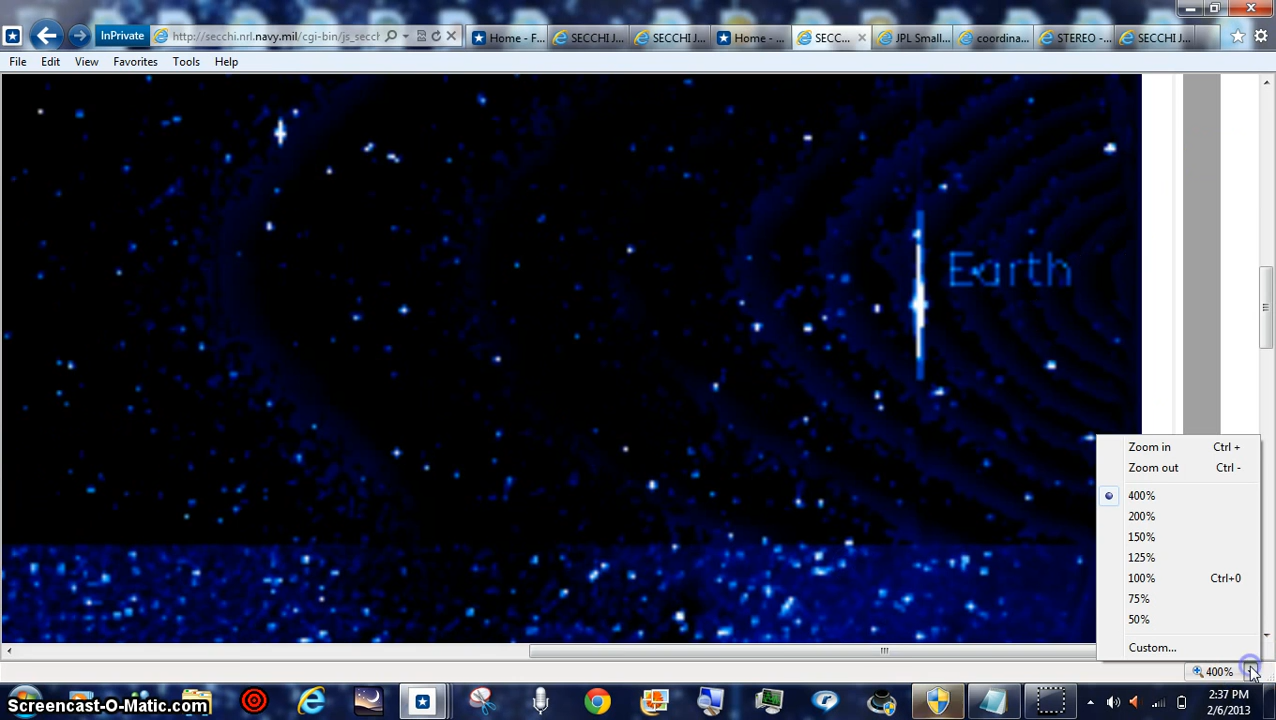 InPrivate
http://secchi.nrl.navy.mil/cgi-bin/js_secch
Home - F...
SECCHI J...
SECCHI J...
Home - ...
SECC...
JPL Small...
coordina...
STEREO -...
SECCHI J...
File Edit View Favorites Tools Help
Earth
Zoom in Ctrl +
Zoom out Ctrl -
400%
200%
150%
125%
100% Ctrl+0
75%
50%
Custom...
400%
Screencast-O-Matic.com
2:37 PM
2/6/2013